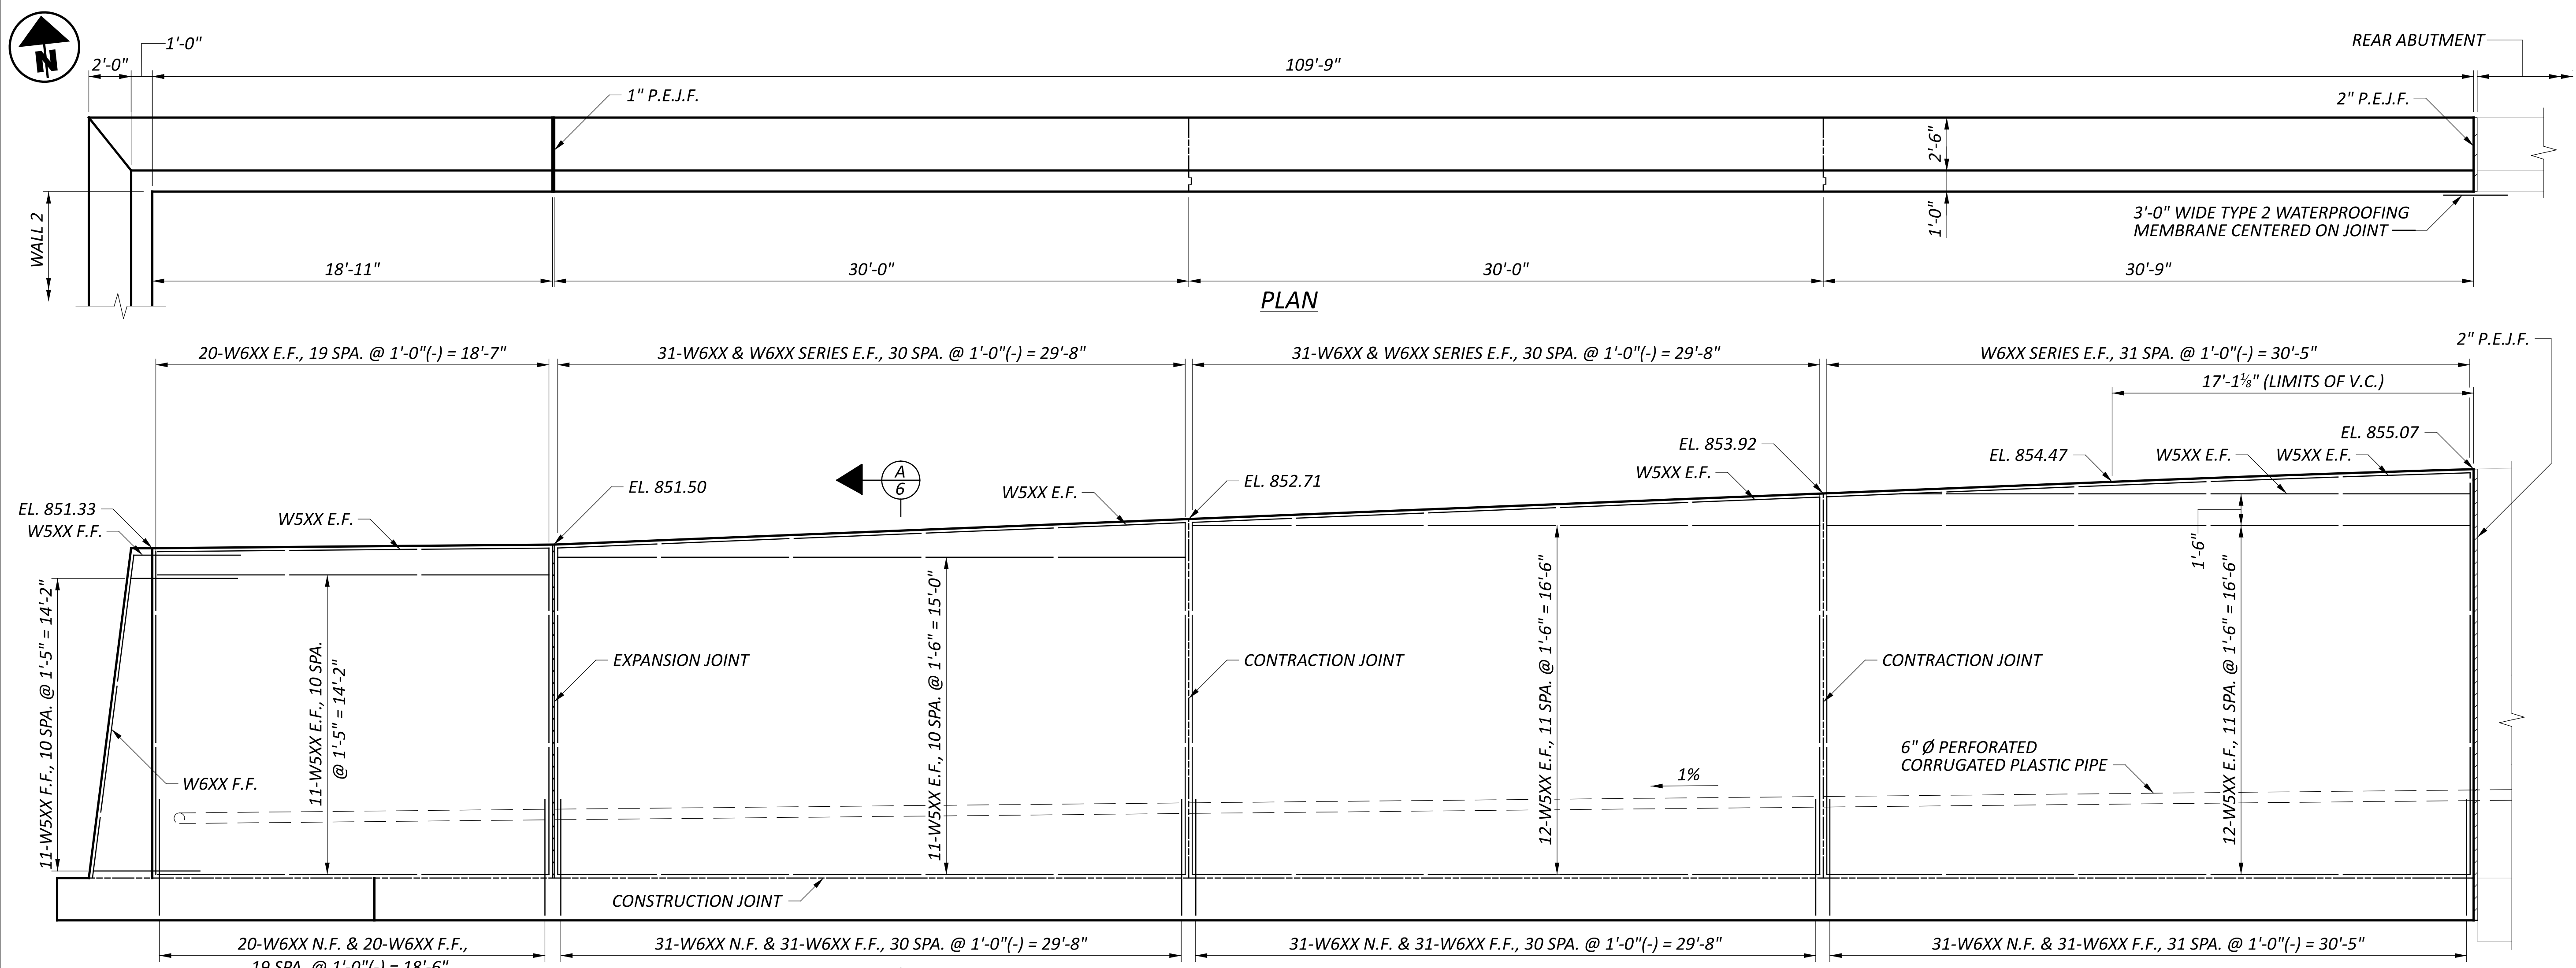 N
2'-0"
1'-0"
109'-9"
REAR ABUTMENT
1" P.E.J.F.
2" P.E.J.F.
2'-6"
1'-0"
WALL 2
3'-0" WIDE TYPE 2 WATERPROOFING
MEMBRANE CENTERED ON JOINT
18'-11"
30'-0"
30'-0"
30'-9"
PLAN
20-W6XX E.F., 19 SPA. @ 1'-0"(-) = 18'-7"
31-W6XX & W6XX SERIES E.F., 30 SPA. @ 1'-0"(-) = 29'-8"
31-W6XX & W6XX SERIES E.F., 30 SPA. @ 1'-0"(-) = 29'-8"
W6XX SERIES E.F., 31 SPA. @ 1'-0"(-) = 30'-5"
2" P.E.J.F.
17'-1⅛" (LIMITS OF V.C.)
EL. 855.07
EL. 853.92
EL. 854.47
W5XX E.F.
W5XX E.F.
W5XX E.F.
A
6
EL. 852.71
W5XX E.F.
EL. 851.50
EL. 851.33
W5XX F.F.
W5XX E.F.
1'-6"
11-W5XX F.F., 10 SPA. @ 1'-5" = 14'-2"
11-W5XX E.F., 10 SPA.
@ 1'-5" = 14'-2"
11-W5XX E.F., 10 SPA. @ 1'-6" = 15'-0"
12-W5XX E.F., 11 SPA. @ 1'-6" = 16'-6"
12-W5XX E.F., 11 SPA. @ 1'-6" = 16'-6"
EXPANSION JOINT
CONTRACTION JOINT
CONTRACTION JOINT
6" Ø PERFORATED
CORRUGATED PLASTIC PIPE
1%
W6XX F.F.
CONSTRUCTION JOINT
20-W6XX N.F. & 20-W6XX F.F.,
19 SPA. @ 1'-0"(-) = 18'-6"
31-W6XX N.F. & 31-W6XX F.F., 30 SPA. @ 1'-0"(-) = 29'-8"
31-W6XX N.F. & 31-W6XX F.F., 30 SPA. @ 1'-0"(-) = 29'-8"
31-W6XX N.F. & 31-W6XX F.F., 31 SPA. @ 1'-0"(-) = 30'-5"